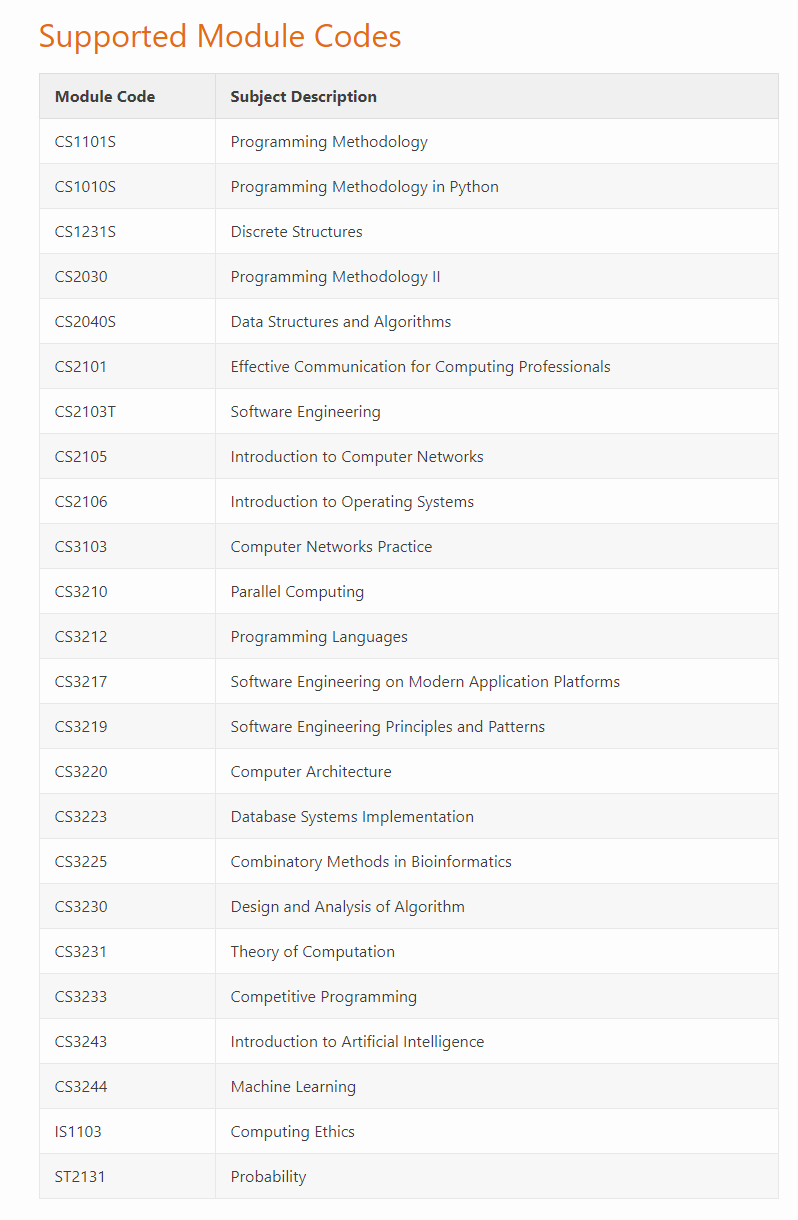 Supported Module Codes
Module Code Subject Description
CS1101S Programming Methodology
CS1010S Programming Methodology in Python
CS1231S Discrete Structures
CS2030 Programming Methodology II
CS2040S Data Structures and Algorithms
CS2101 Effective Communication for Computing Professionals
CS2103T Software Engineering
CS2105 Introduction to Computer Networks
CS2106 Introduction to Operating Systems
CS3103 Computer Networks Practice
CS3210 Parallel Computing
CS3212 Programming Languages
CS3217 Software Engineering on Modern Application Platforms
CS3219 Software Engineering Principles and Patterns
CS3220 Computer Architecture
CS3223 Database Systems Implementation
CS3225 Combinatory Methods in Bioinformatics
CS3230 Design and Analysis of Algorithm
CS3231 Theory of Computation
CS3233 Competitive Programming
CS3243 Introduction to Artificial Intelligence
CS3244 Machine Learning
IS1103 Computing Ethics
ST2131 Probability